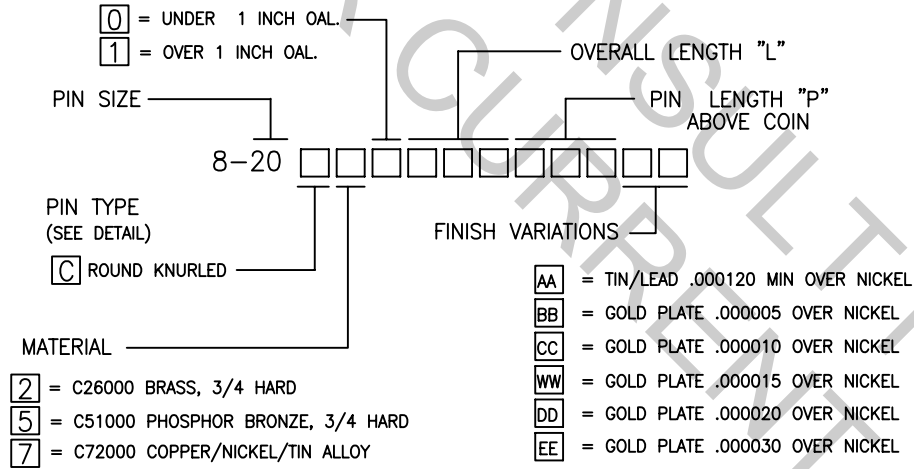 0 = UNDER 1 INCH OAL.
1 = OVER 1 INCH OAL.
OVERALL LENGTH "L"
PIN SIZE
PIN LENGTH "P"
ABOVE COIN
8-20
PIN TYPE
(SEE DETAIL)
FINISH VARIATIONS
C ROUND KNURLED
AA = TIN/LEAD .000120 MIN OVER NICKEL
BB = GOLD PLATE .000005 OVER NICKEL
CC = GOLD PLATE .000010 OVER NICKEL
WW = GOLD PLATE .000015 OVER NICKEL
DD = GOLD PLATE .000020 OVER NICKEL
EE = GOLD PLATE .000030 OVER NICKEL
MATERIAL
2 = C26000 BRASS, 3/4 HARD
5 = C51000 PHOSPHOR BRONZE, 3/4 HARD
7 = C72000 COPPER/NICKEL/TIN ALLOY
NSULT
CURRENT